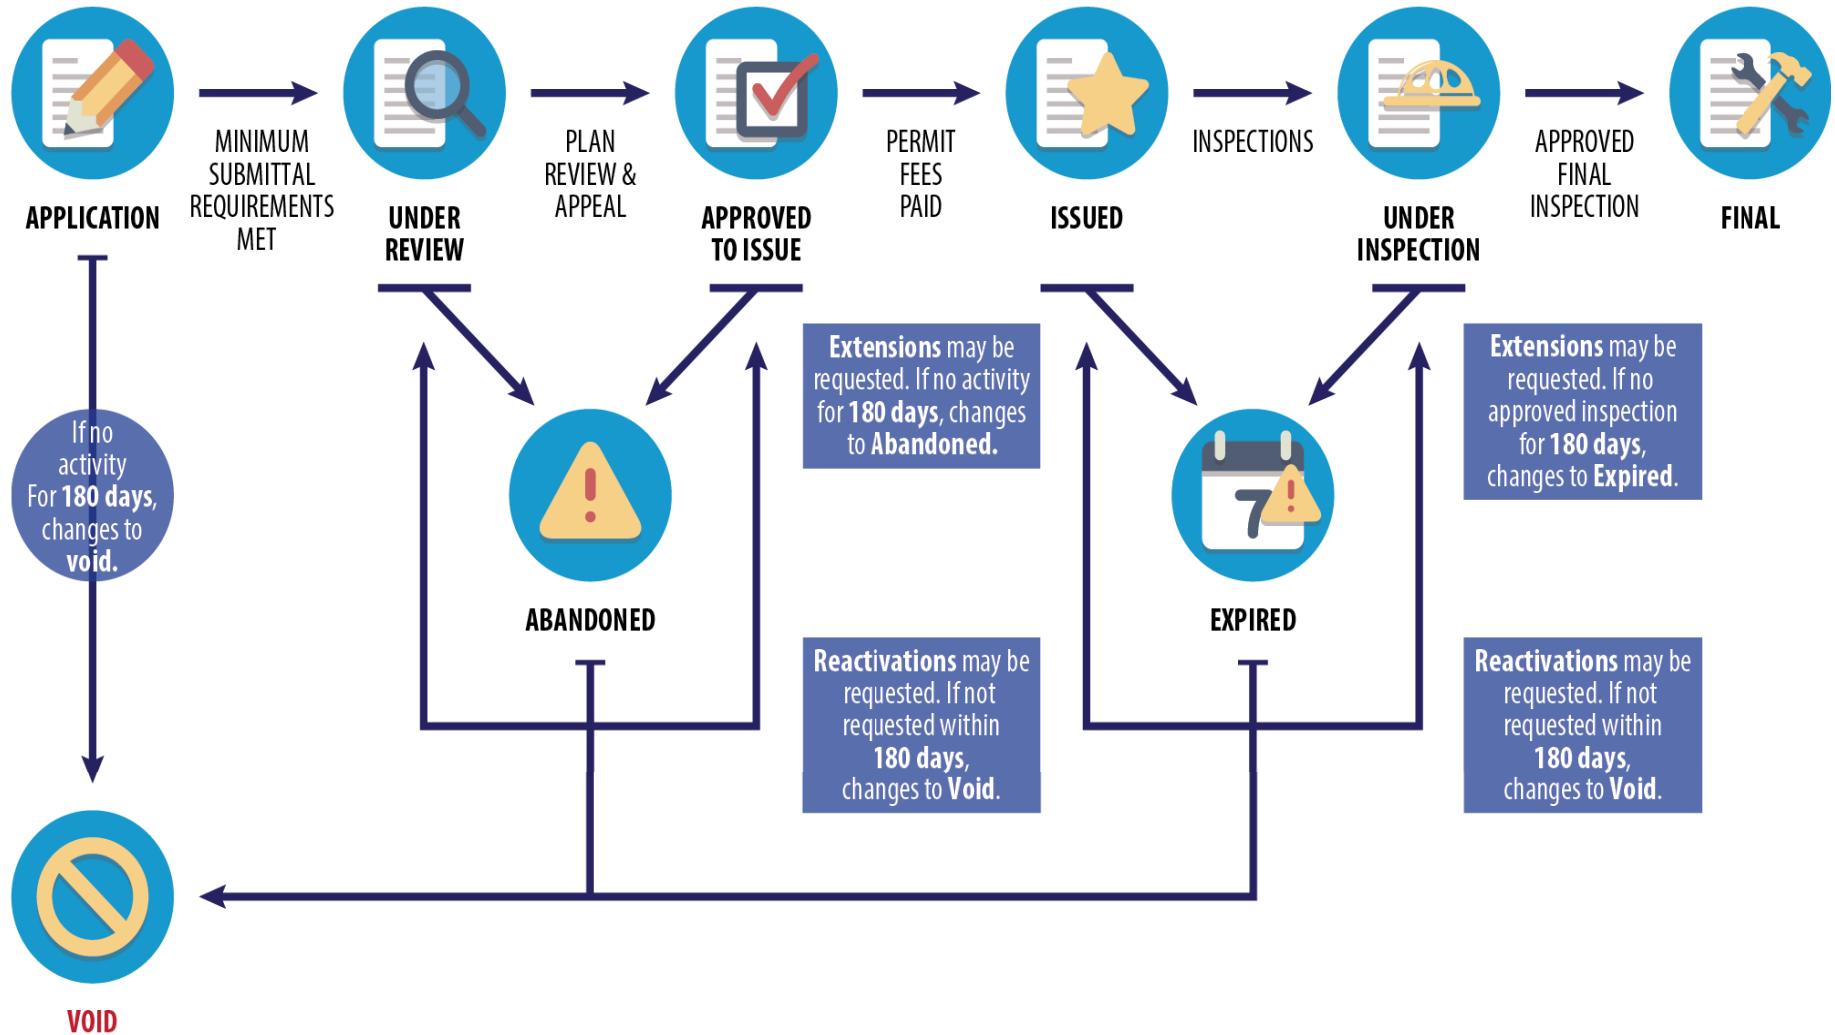 APPLICATION
MINIMUM
SUBMITTAL
REQUIREMENTS
MET
UNDER
REVIEW
PLAN
REVIEW &
APPEAL
APPROVED
TO ISSUE
PERMIT
FEES
PAID
ISSUED
INSPECTIONS
UNDER
INSPECTION
APPROVED
FINAL
INSPECTION
FINAL
If no
activity
For 180 days,
changes to
void.
Extensions may be
requested. If no activity
for 180 days, changes
to Abandoned.
Extensions may be
requested. If no
approved inspection
for 180 days,
changes to Expired.
7
ABANDONED
EXPIRED
Reactivations may be
requested. If not
requested within
180 days,
changes to Void.
Reactivations may be
requested. If not
requested within
180 days,
changes to Void.
VOID